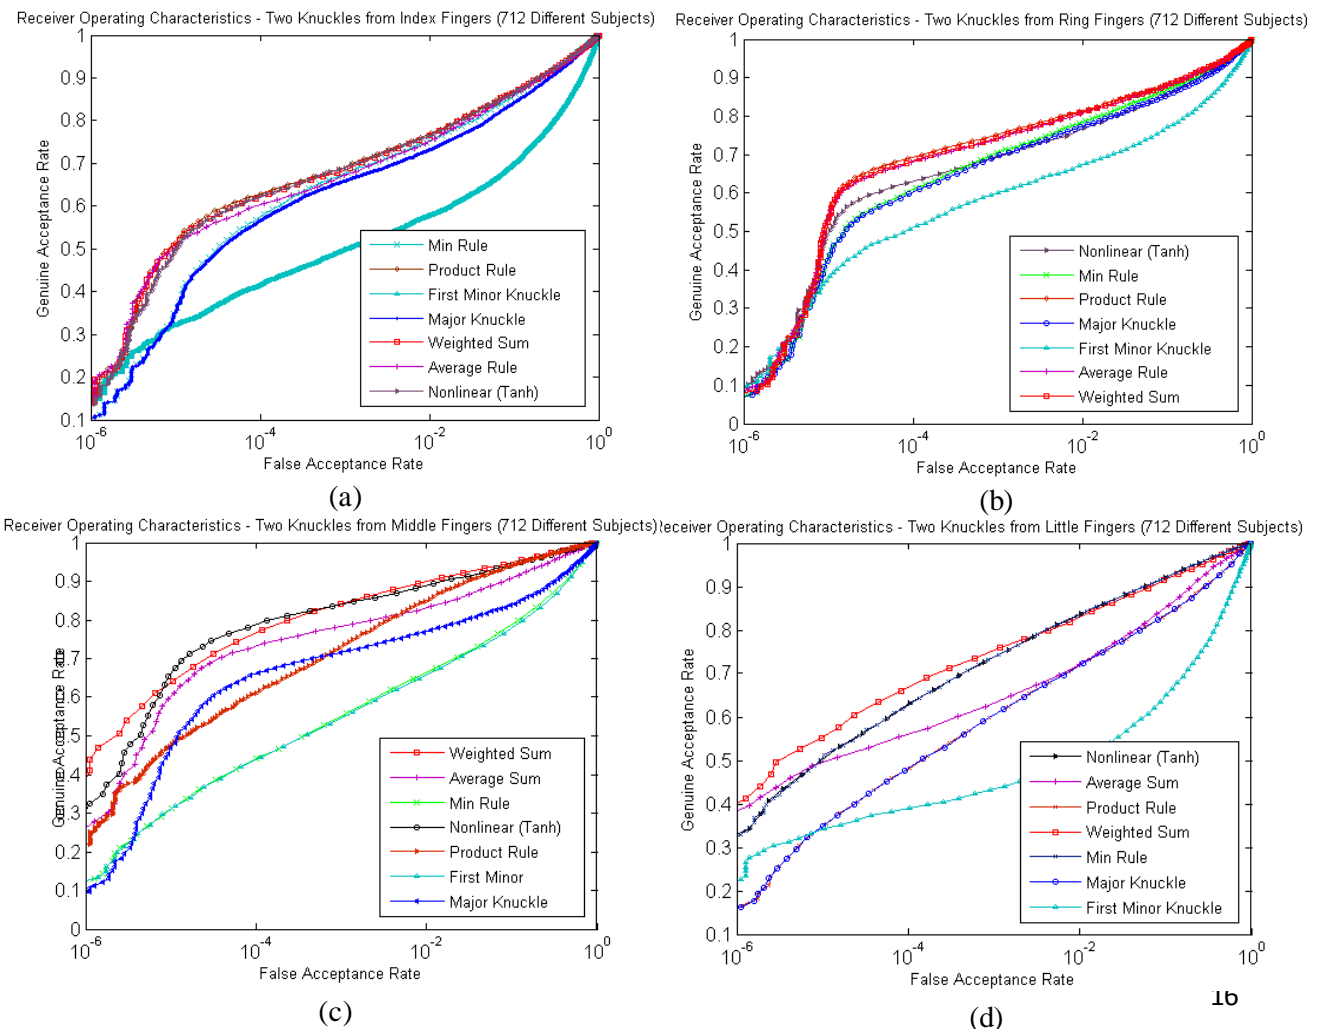 Receiver Operating Characteristics - Two Knuckles from Index Fingers (712 Different Subjects)
1
0.9
0.8
0.7
0.6
0.5
0.4
0.3
0.2
0.1
Genuine Acceptance Rate
Min Rule
Product Rule
First Minor Knuckle
Major Knuckle
Weighted Sum
Average Rule
Nonlinear (Tanh)
10^-6 10^-4 10^-2 10^0
False Acceptance Rate
(a)
Receiver Operating Characteristics - Two Knuckles from Ring Fingers (712 Different Subjects)
1
0.9
0.8
0.7
0.6
0.5
0.4
0.3
0.2
0.1
0
Genuine Acceptance Rate
Nonlinear (Tanh)
Min Rule
Product Rule
Major Knuckle
First Minor Knuckle
Average Rule
Weighted Sum
10^-6 10^-4 10^-2 10^0
False Acceptance Rate
(b)
Receiver Operating Characteristics - Two Knuckles from Middle Fingers (712 Different Subjects)
1
0.9
0.8
0.7
0.6
0.5
0.4
0.3
0.2
0.1
0
Genuine Acceptance Rate
Weighted Sum
Average Sum
Min Rule
Nonlinear (Tanh)
Product Rule
First Minor
Major Knuckle
10^-6 10^-4 10^-2 10^0
False Acceptance Rate
(c)
eceiver Operating Characteristics - Two Knuckles from Little Fingers (712 Different Subjects)
1
0.9
0.8
0.7
0.6
0.5
0.4
0.3
0.2
0.1
Genuine Acceptance Rate
Nonlinear (Tanh)
Average Sum
Product Rule
Weighted Sum
Min Rule
Major Knuckle
First Minor Knuckle
10^-6 10^-4 10^-2 10^0
False Acceptance Rate
16
(d)